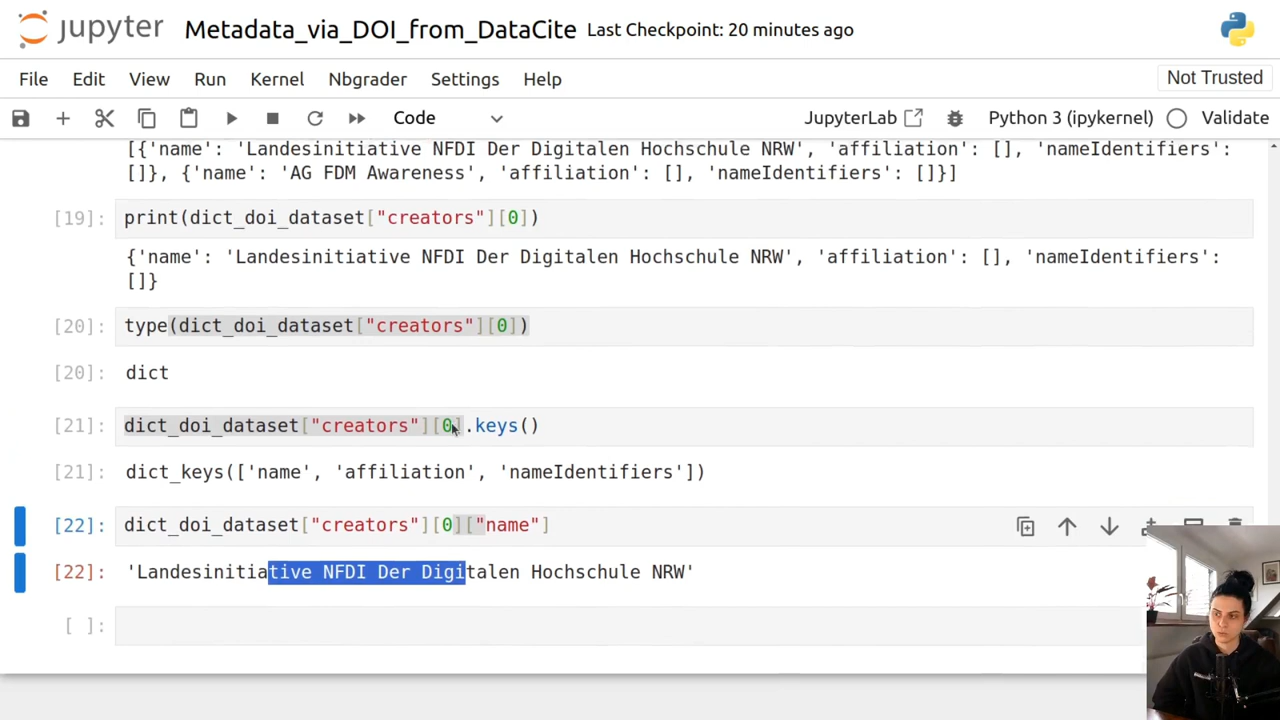 jupyter Metadata_via_DOI_from_DataCite Last Checkpoint: 20 minutes ago
File Edit View Run Kernel Nbgrader Settings Help Not Trusted
Code JupyterLab Python 3 (ipykernel) Validate
[{'name': 'Landesinitiative NFDI Der Digitalen Hochschule NRW', 'affiliation': [], 'nameIdentifiers':
[]}, {'name': 'AG FDM Awareness', 'affiliation': [], 'nameIdentifiers': []}]
[19]: print(dict_doi_dataset["creators"][0])
{'name': 'Landesinitiative NFDI Der Digitalen Hochschule NRW', 'affiliation': [], 'nameIdentifiers':
[]}
[20]: type(dict_doi_dataset["creators"][0])
[20]: dict
[21]: dict_doi_dataset["creators"][0].keys()
[21]: dict_keys(['name', 'affiliation', 'nameIdentifiers'])
[22]: dict_doi_dataset["creators"][0]["name"]
[22]: 'Landesinitiative NFDI Der Digitalen Hochschule NRW'
[ ]: